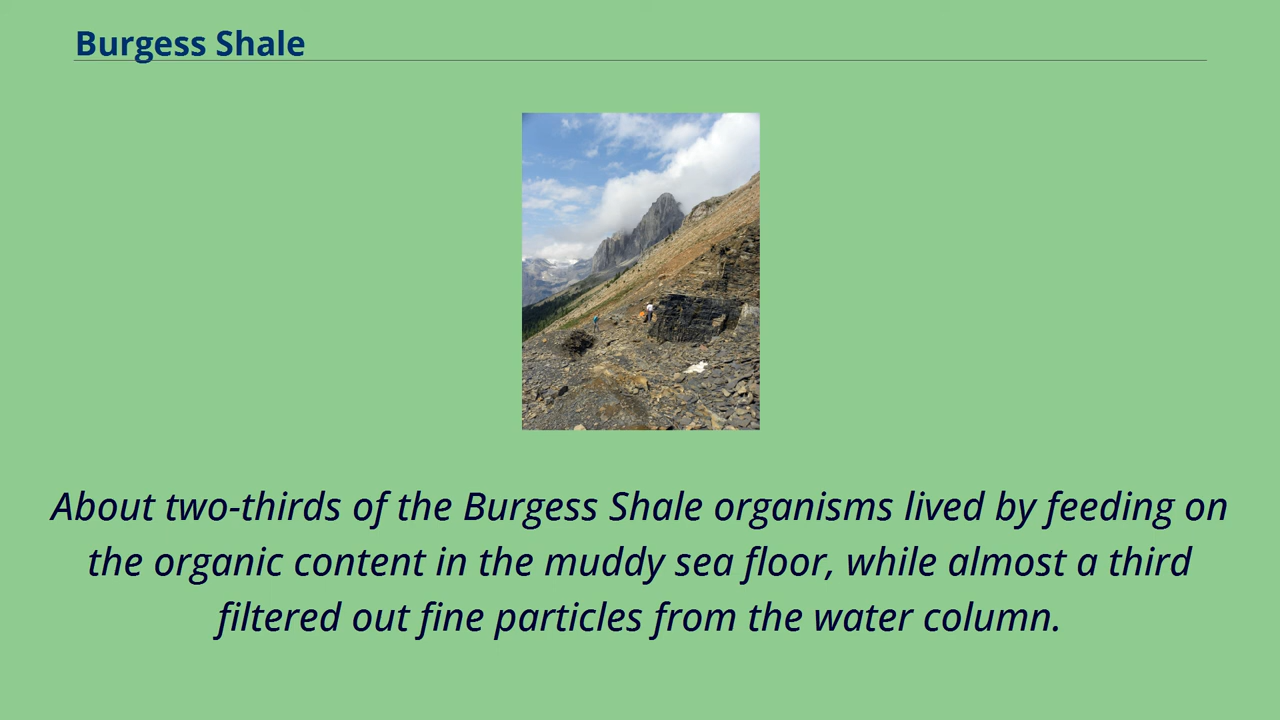 Burgess Shale
About two-thirds of the Burgess Shale organisms lived by feeding on
the organic content in the muddy sea floor, while almost a third
filtered out fine particles from the water column.